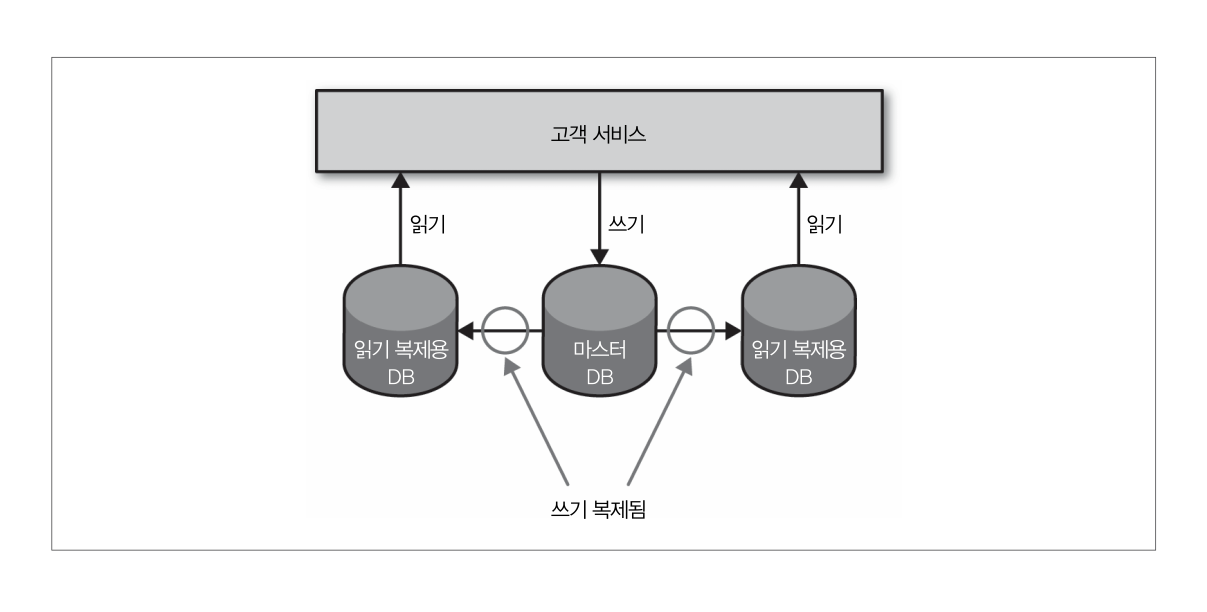 고객 서비스
읽기
쓰기
읽기
읽기 복제용
DB
마스터
DB
읽기 복제용
DB
쓰기 복제됨